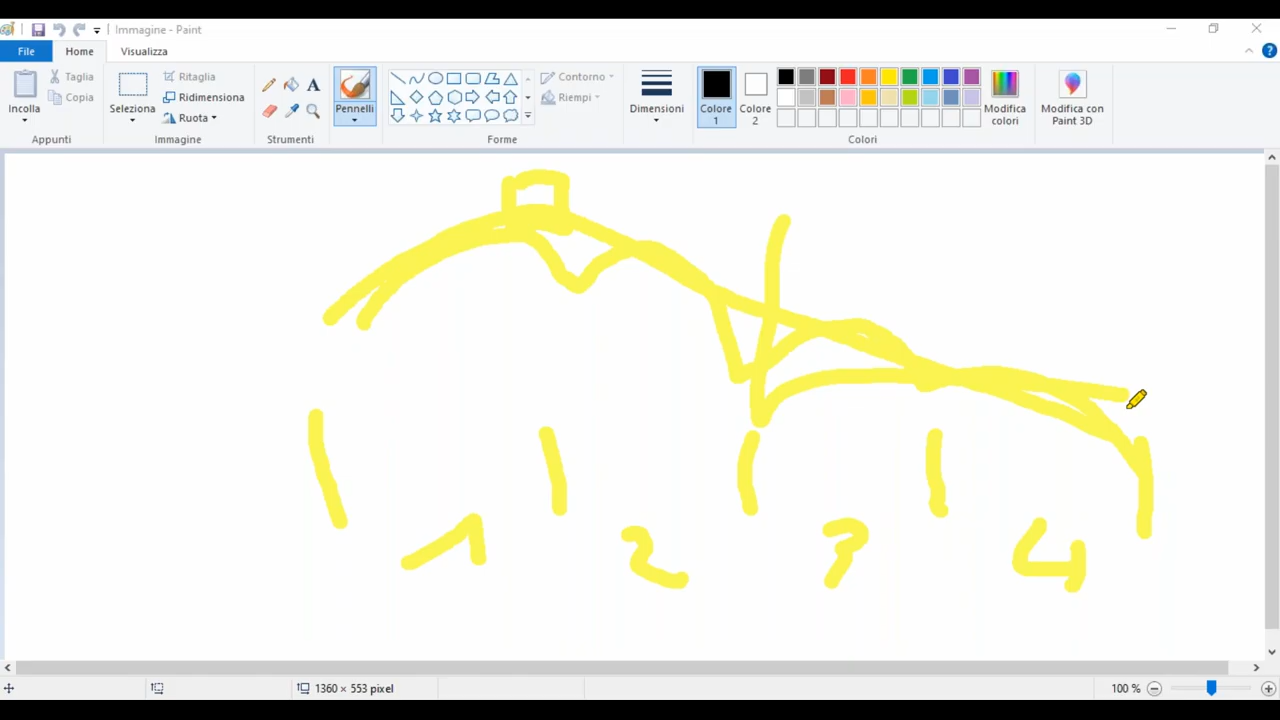 Immagine - Paint
File Home Visualizza
Incolla
Taglia
Copia
Appunti
Seleziona
Ritaglia
Ridimensiona
Ruota
Immagine
A
Strumenti
Pennelli
Contorno
Riempi
Forme
Dimensioni
Colore
1
Colore
2
Modifica
colori
Colori
Modifica con
Paint 3D
1 2 3 4
1360 × 553 pixel
100 %